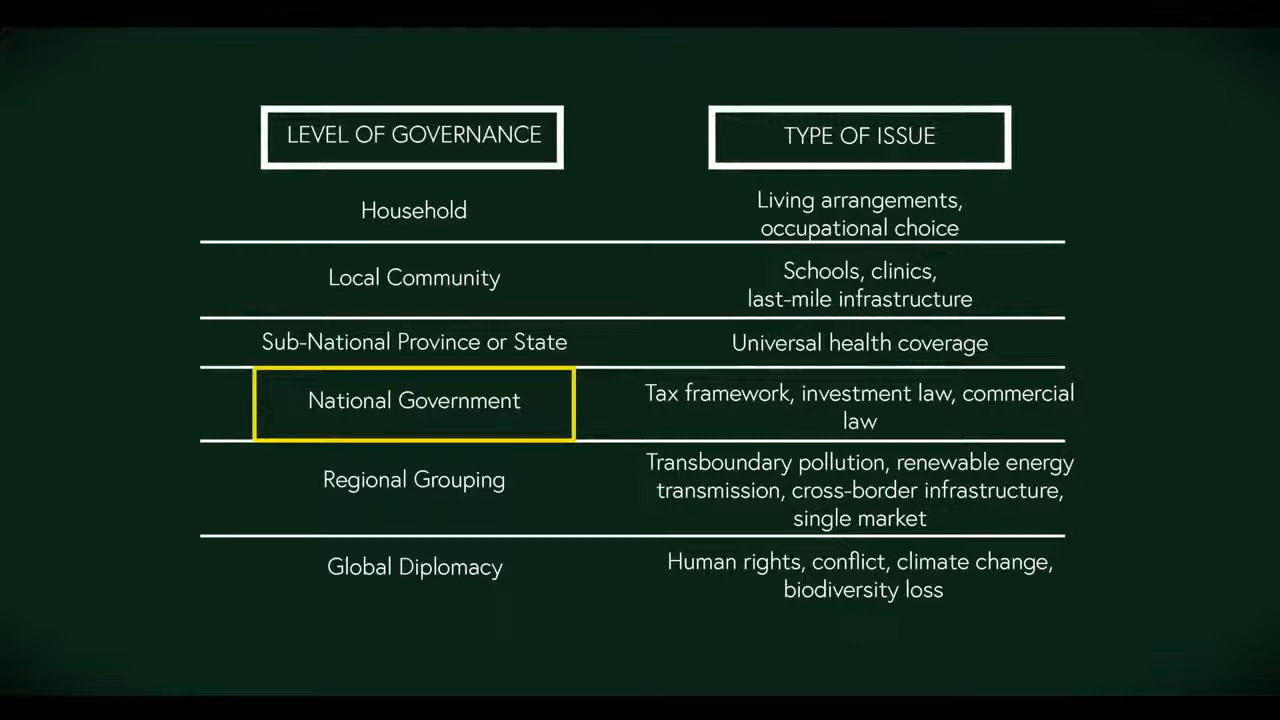 LEVEL OF GOVERNANCE
TYPE OF ISSUE
Household
Living arrangements,
occupational choice
Local Community
Schools, clinics,
last-mile infrastructure
Sub-National Province or State
Universal health coverage
National Government
Tax framework, investment law, commercial
law
Regional Grouping
Transboundary pollution, renewable energy
transmission, cross-border infrastructure,
single market
Global Diplomacy
Human rights, conflict, climate change,
biodiversity loss